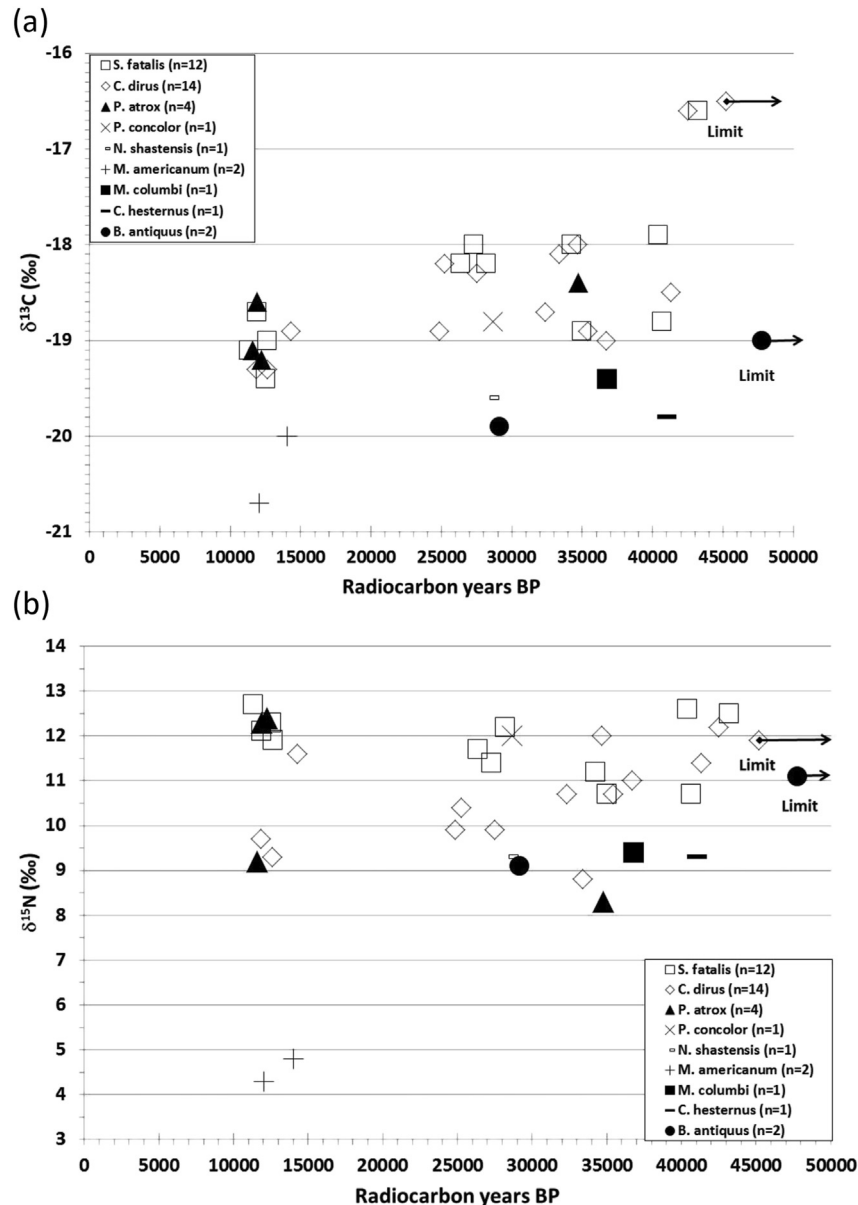 (a)
-16
-17
-18
-19
-20
-21
δ13C (‰)
S. fatalis (n=12)
C. dirus (n=14)
P. atrox (n=4)
P. concolor (n=1)
N. shastensis (n=1)
M. americanum (n=2)
M. columbi (n=1)
C. hesternus (n=1)
B. antiquus (n=2)
Limit
Limit
0 5000 10000 15000 20000 25000 30000 35000 40000 45000 50000
Radiocarbon years BP
(b)
14
13
12
11
10
9
8
7
6
5
4
3
δ15N (‰)
Limit
Limit
S. fatalis (n=12)
C. dirus (n=14)
P. atrox (n=4)
P. concolor (n=1)
N. shastensis (n=1)
M. americanum (n=2)
M. columbi (n=1)
C. hesternus (n=1)
B. antiquus (n=2)
0 5000 10000 15000 20000 25000 30000 35000 40000 45000 50000
Radiocarbon years BP